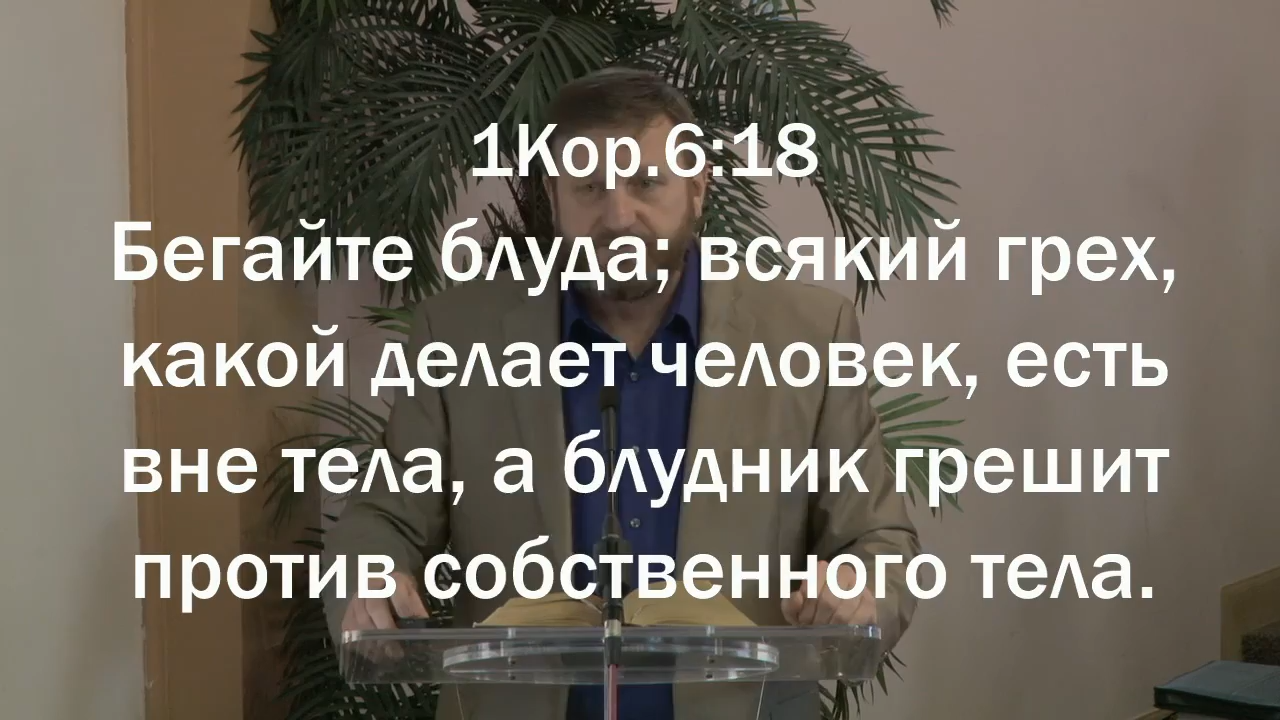 1Кор.6:18
Бегайте блуда; всякий грех,
какой делает человек, есть
вне тела, а блудник грешит
против собственного тела.